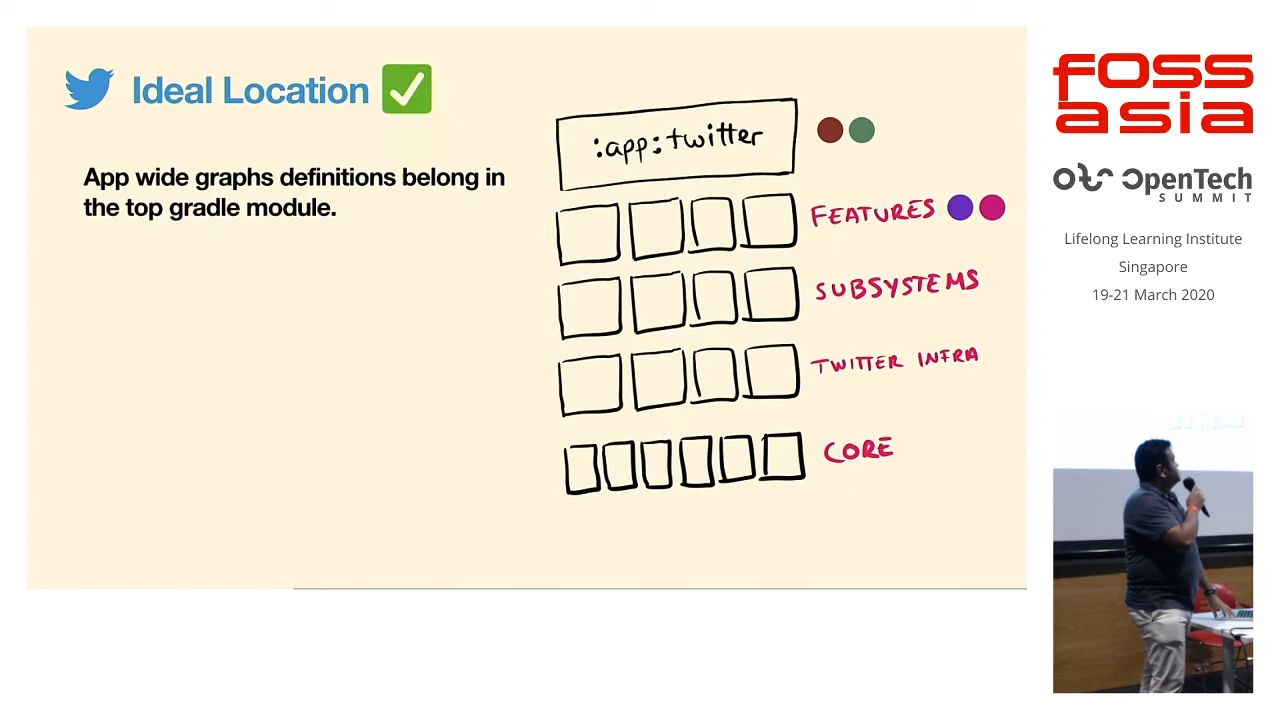 Ideal Location
App wide graphs definitions belong in
the top gradle module.
:app:twitter
FEATURES
SUBSYSTEMS
TWITTER INFRA
CORE
fOSS
asia
OpenTech
SUMMIT
Lifelong Learning Institute
Singapore
19-21 March 2020